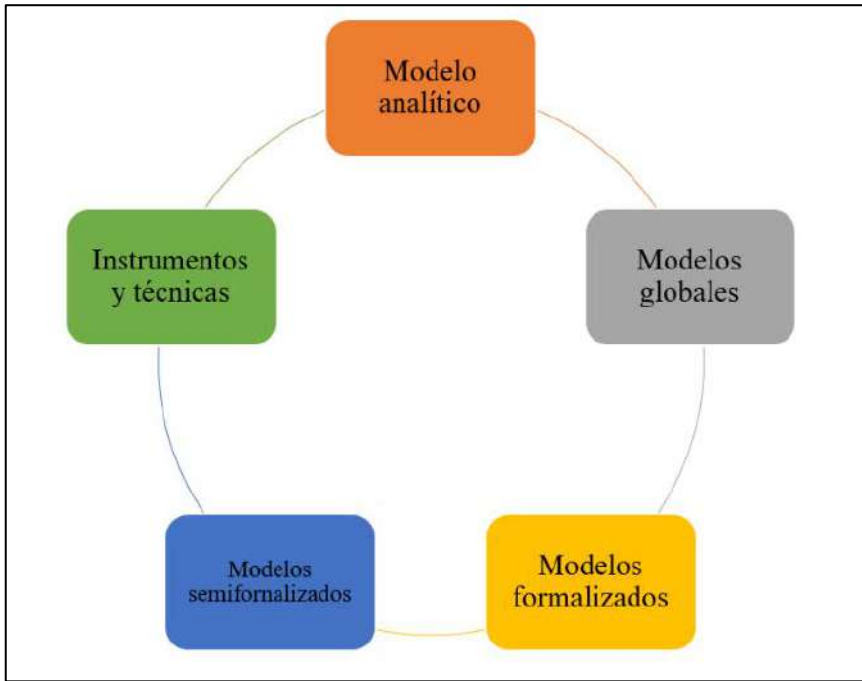 Modelo
analítico
Modelos
globales
Modelos
formalizados
Modelos
semifornalizados
Instrumentos
y técnicas